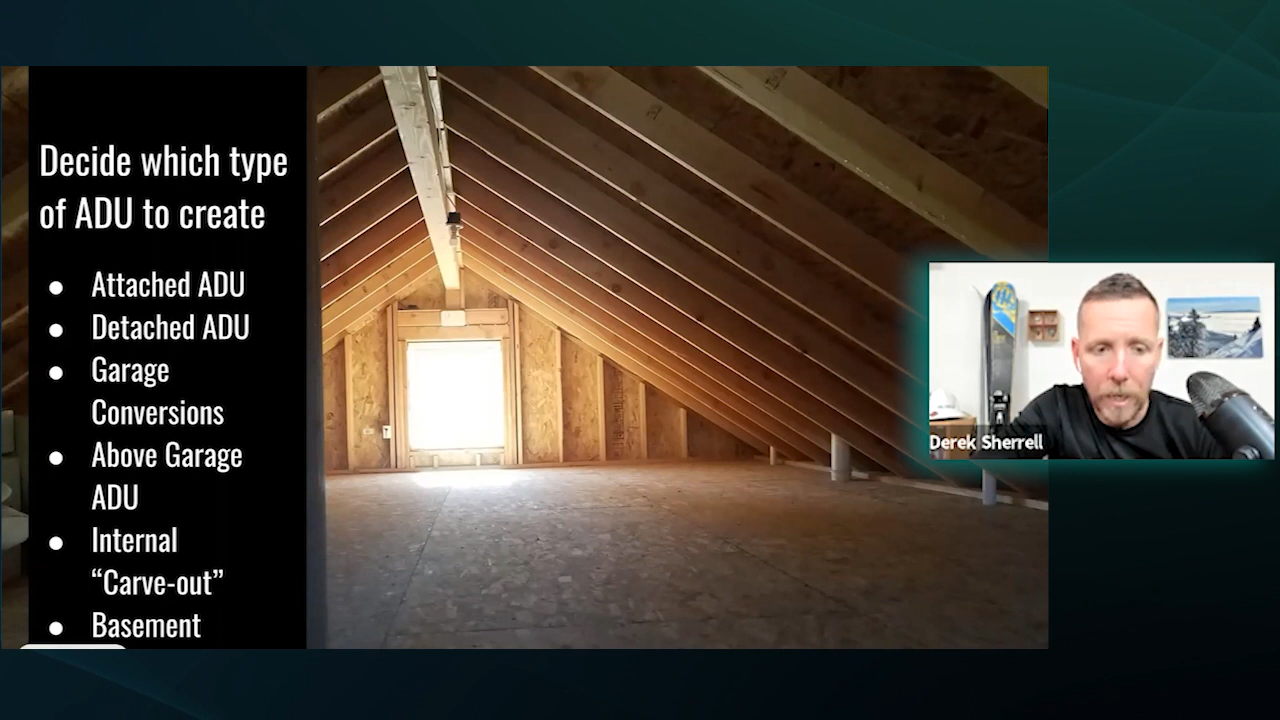 Decide which type
of ADU to create
● Attached ADU
● Detached ADU
● Garage
Conversions
● Above Garage
ADU
● Internal
“Carve-out”
● Basement
Derek Sherrell